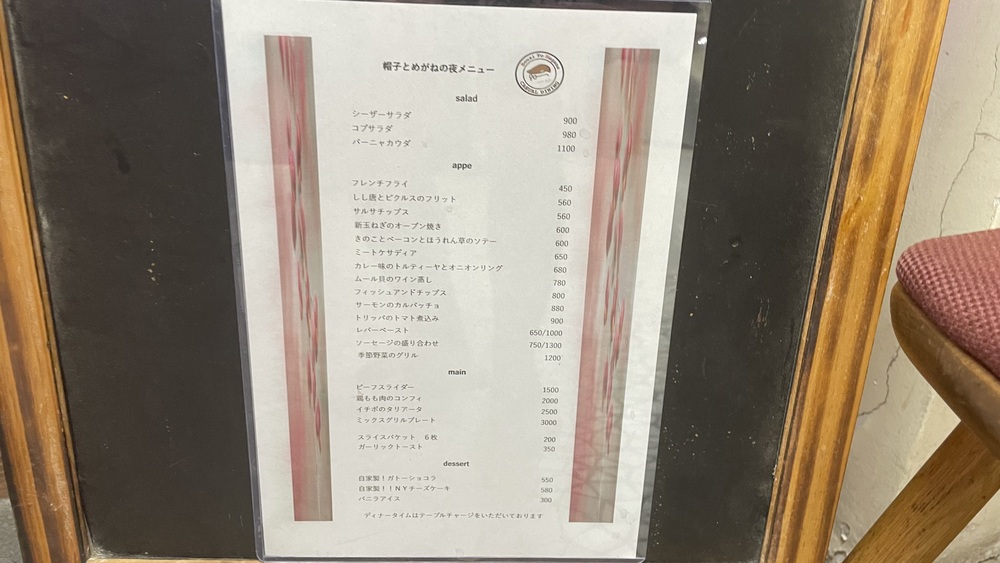 帽子とめがねの夜メニュー
CASUAL DINING
salad
シーザーサラダ 900
コブサラダ 980
バーニャカウダ 1100
appe
フレンチフライ 450
しし唐とピクルスのフリット 560
サルサチップス 560
新玉ねぎのオーブン焼き 600
きのことベーコンとほうれん草のソテー 600
ミートケサディア 650
カレー味のトルティーヤとオニオンリング 680
ムール貝のワイン蒸し 780
フィッシュアンドチップス 800
サーモンのカルパッチョ 880
トリッパのトマト煮込み 900
レバーペースト 650/1000
ソーセージの盛り合わせ 750/1300
季節野菜のグリル 1200
main
ビーフスライダー 1500
鶏もも肉のコンフィ 2000
イチボのタリアータ 2500
ミックスグリルプレート 3000
スライスバケット 6枚 200
ガーリックトースト 350
dessert
自家製！ガトーショコラ 550
自家製！！NYチーズケーキ 580
バニラアイス 300
ディナータイムはテーブルチャージをいただいております